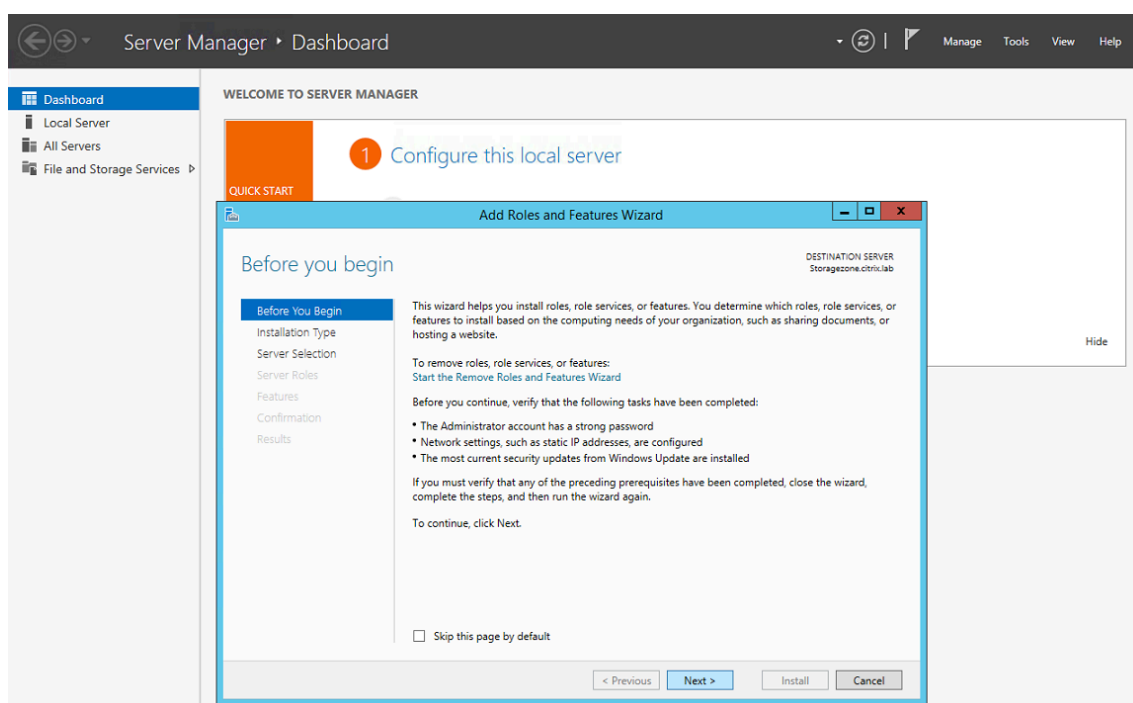 Server Manager ‣ Dashboard
Manage Tools View Help
Dashboard
Local Server
All Servers
File and Storage Services
WELCOME TO SERVER MANAGER
1 Configure this local server
QUICK START
Hide
Add Roles and Features Wizard
Before you begin
DESTINATION SERVER
Storagezone.citrix.lab
Before You Begin
Installation Type
Server Selection
Server Roles
Features
Confirmation
Results
This wizard helps you install roles, role services, or features. You determine which roles, role services, or
features to install based on the computing needs of your organization, such as sharing documents, or
hosting a website.
To remove roles, role services, or features:
Start the Remove Roles and Features Wizard
Before you continue, verify that the following tasks have been completed:
• The Administrator account has a strong password
• Network settings, such as static IP addresses, are configured
• The most current security updates from Windows Update are installed
If you must verify that any of the preceding prerequisites have been completed, close the wizard,
complete the steps, and then run the wizard again.
To continue, click Next.
Skip this page by default
< Previous Next > Install Cancel